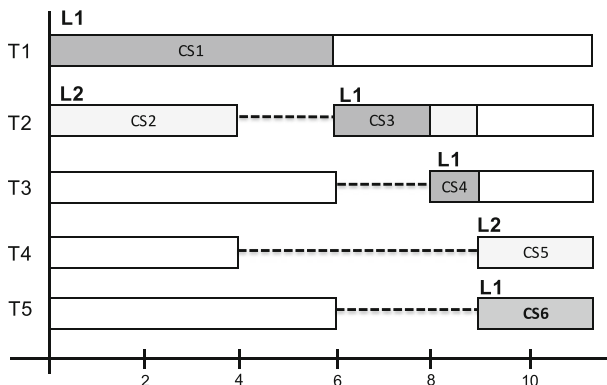 L1
T1 CS1
L2 L1
T2 CS2 CS3
L1
T3 CS4
L2
T4 CS5
L1
T5 CS6
2 4 6 8 10